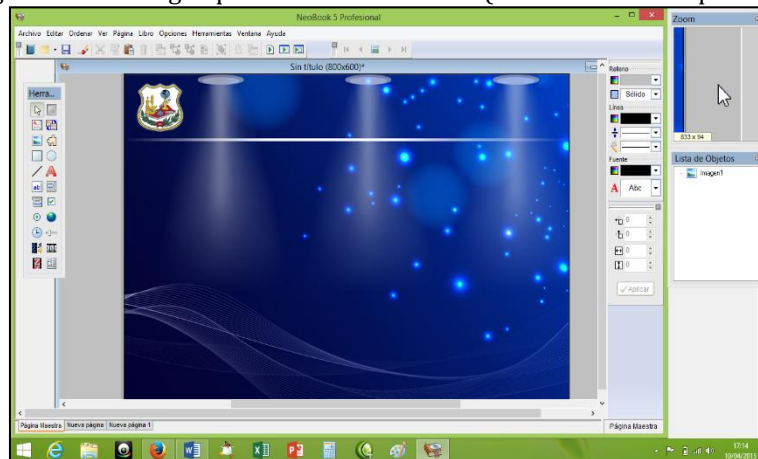 NeoBook 5 Profesional
Archivo Editar Ordenar Ver Página Libro Opciones Herramientas Ventana Ayuda
Sin título (800x600)*
Zoom
833 x 94
Herra...
Relleno
Sólido
Línea
Fuente
Abc
0
0
0
0
Aplicar
Lista de Objetos
Imagen1
Página Maestra Nueva página Nueva página 1
Página Maestra
17:14
10/04/2015